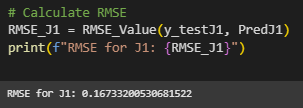 # Calculate RMSE
RMSE_J1 = RMSE_Value(y_testJ1, PredJ1)
print(f"RMSE for J1: {RMSE_J1}")
RMSE for J1: 0.16733200530681522